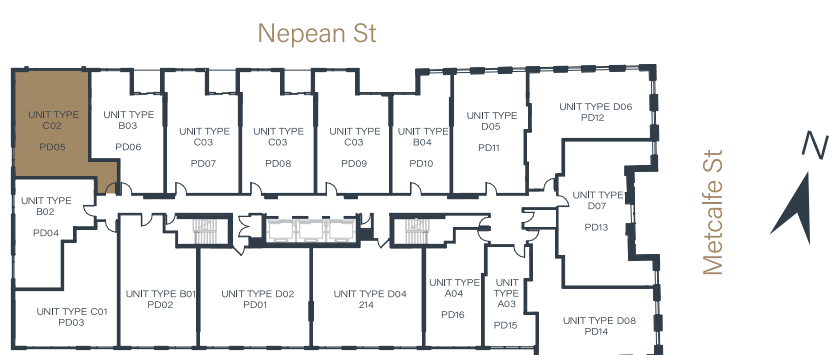 Nepean St
UNIT TYPE
C02
PD05
UNIT TYPE
B03
PD06
UNIT TYPE
C03
PD07
UNIT TYPE
C03
PD08
UNIT TYPE
C03
PD09
UNIT TYPE
B04
PD10
UNIT TYPE
D05
PD11
UNIT TYPE D06
PD12
N
Metcalfe St
UNIT TYPE
B02
PD04
UNIT TYPE
D07
PD13
UNIT TYPE C01
PD03
UNIT TYPE B01
PD02
UNIT TYPE D02
PD01
UNIT TYPE D04
214
UNIT TYPE
A04
PD16
UNIT
TYPE
A03
PD15
UNIT TYPE D08
PD14